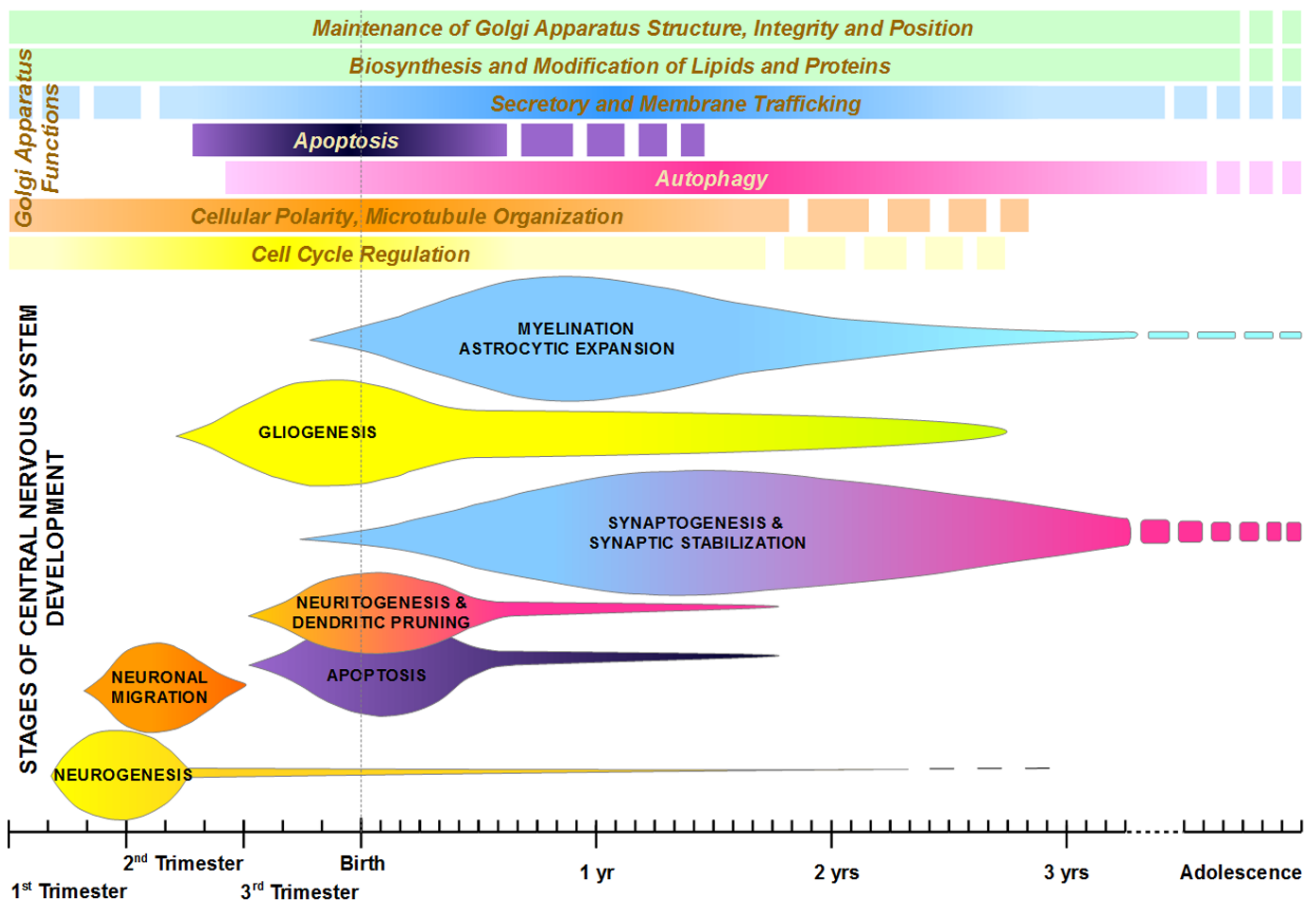 Maintenance of Golgi Apparatus Structure, Integrity and Position
Biosynthesis and Modification of Lipids and Proteins
Secretory and Membrane Trafficking
Apoptosis
Autophagy
Cellular Polarity, Microtubule Organization
Cell Cycle Regulation
Golgi Apparatus
Functions
STAGES OF CENTRAL NERVOUS SYSTEM
DEVELOPMENT
MYELINATION
ASTROCYTIC EXPANSION
GLIOGENESIS
SYNAPTOGENESIS &
SYNAPTIC STABILIZATION
NEURITOGENESIS &
DENDRITIC PRUNING
APOPTOSIS
NEURONAL
MIGRATION
NEUROGENESIS
1st Trimester
2nd Trimester
3rd Trimester
Birth
1 yr
2 yrs
3 yrs
Adolescence